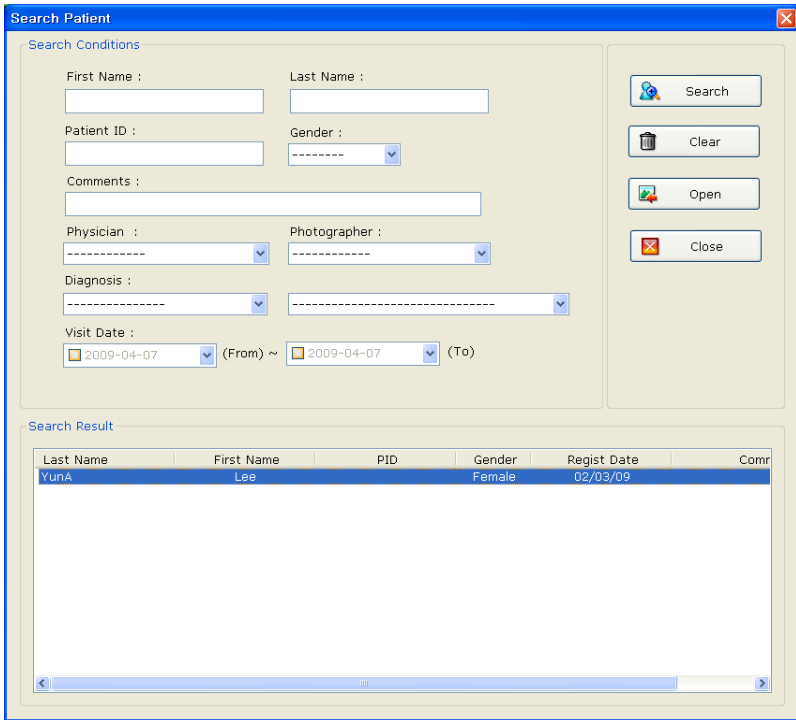 Search Patient
Search Conditions
First Name :
Last Name :
Search
Patient ID :
Gender :
--------
Clear
Comments :
Open
Physician :
Photographer :
------------
------------
Close
Diagnosis :
---------------
-------------------------------
Visit Date :
2009-04-07 (From) ~ 2009-04-07 (To)
Search Result
Last Name First Name PID Gender Regist Date Comr
YunA Lee Female 02/03/09